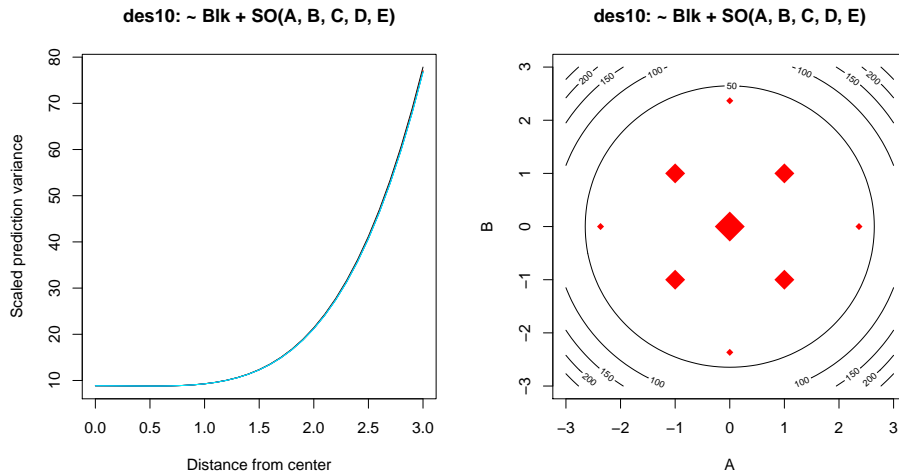 des10: ~ Blk + SO(A, B, C, D, E)
80
70
60
50
40
30
20
10
Scaled prediction variance
0.0 0.5 1.0 1.5 2.0 2.5 3.0
Distance from center
des10: ~ Blk + SO(A, B, C, D, E)
3
2
1
0
−1
−2
−3
B
200 150 100 50 100 150 200
200 150 100 100 150 200
−3 −2 −1 0 1 2 3
A